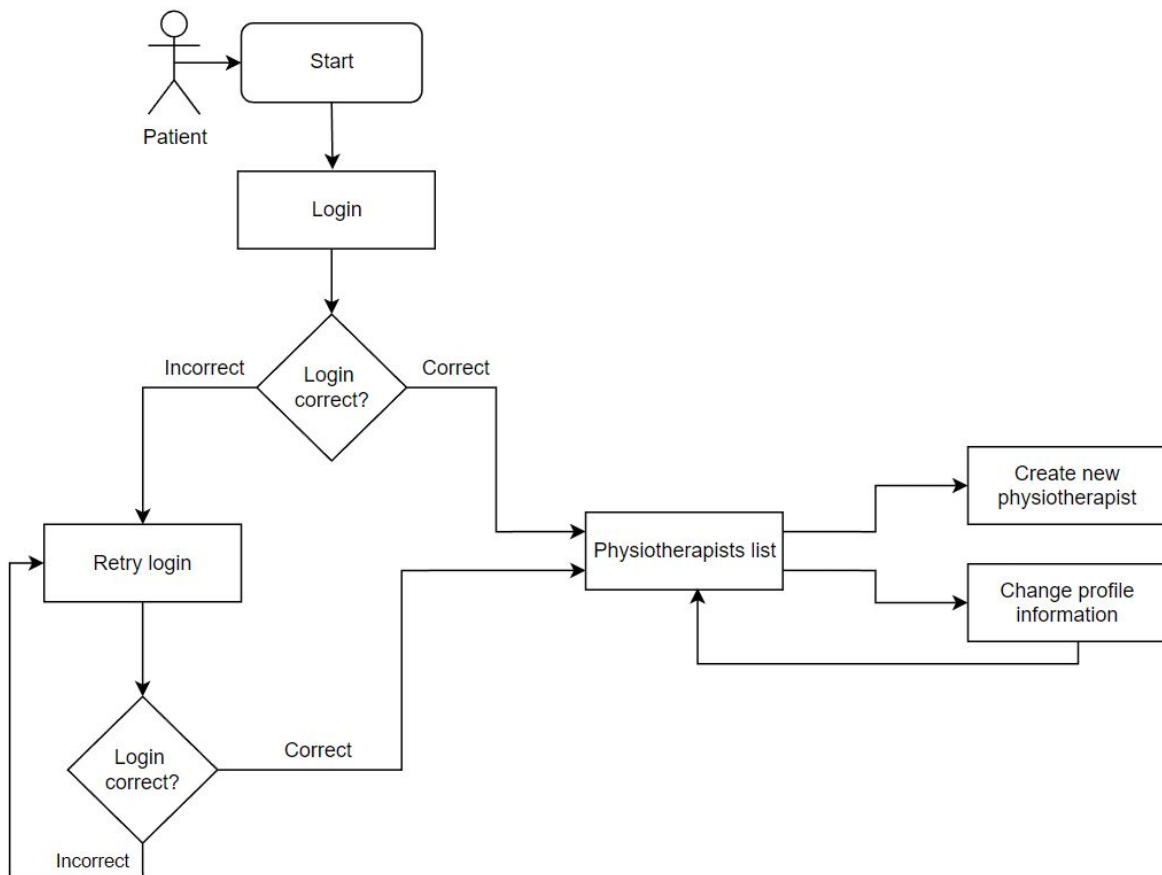 Start
Patient
Login
Incorrect
Correct
Login
correct?
Create new
physiotherapist
Retry login
Physiotherapists list
Change profile
information
Login
correct?
Correct
Incorrect